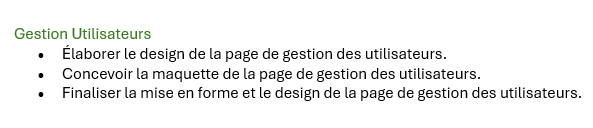 Gestion Utilisateurs
• Élaborer le design de la page de gestion des utilisateurs.
• Concevoir la maquette de la page de gestion des utilisateurs.
• Finaliser la mise en forme et le design de la page de gestion des utilisateurs.